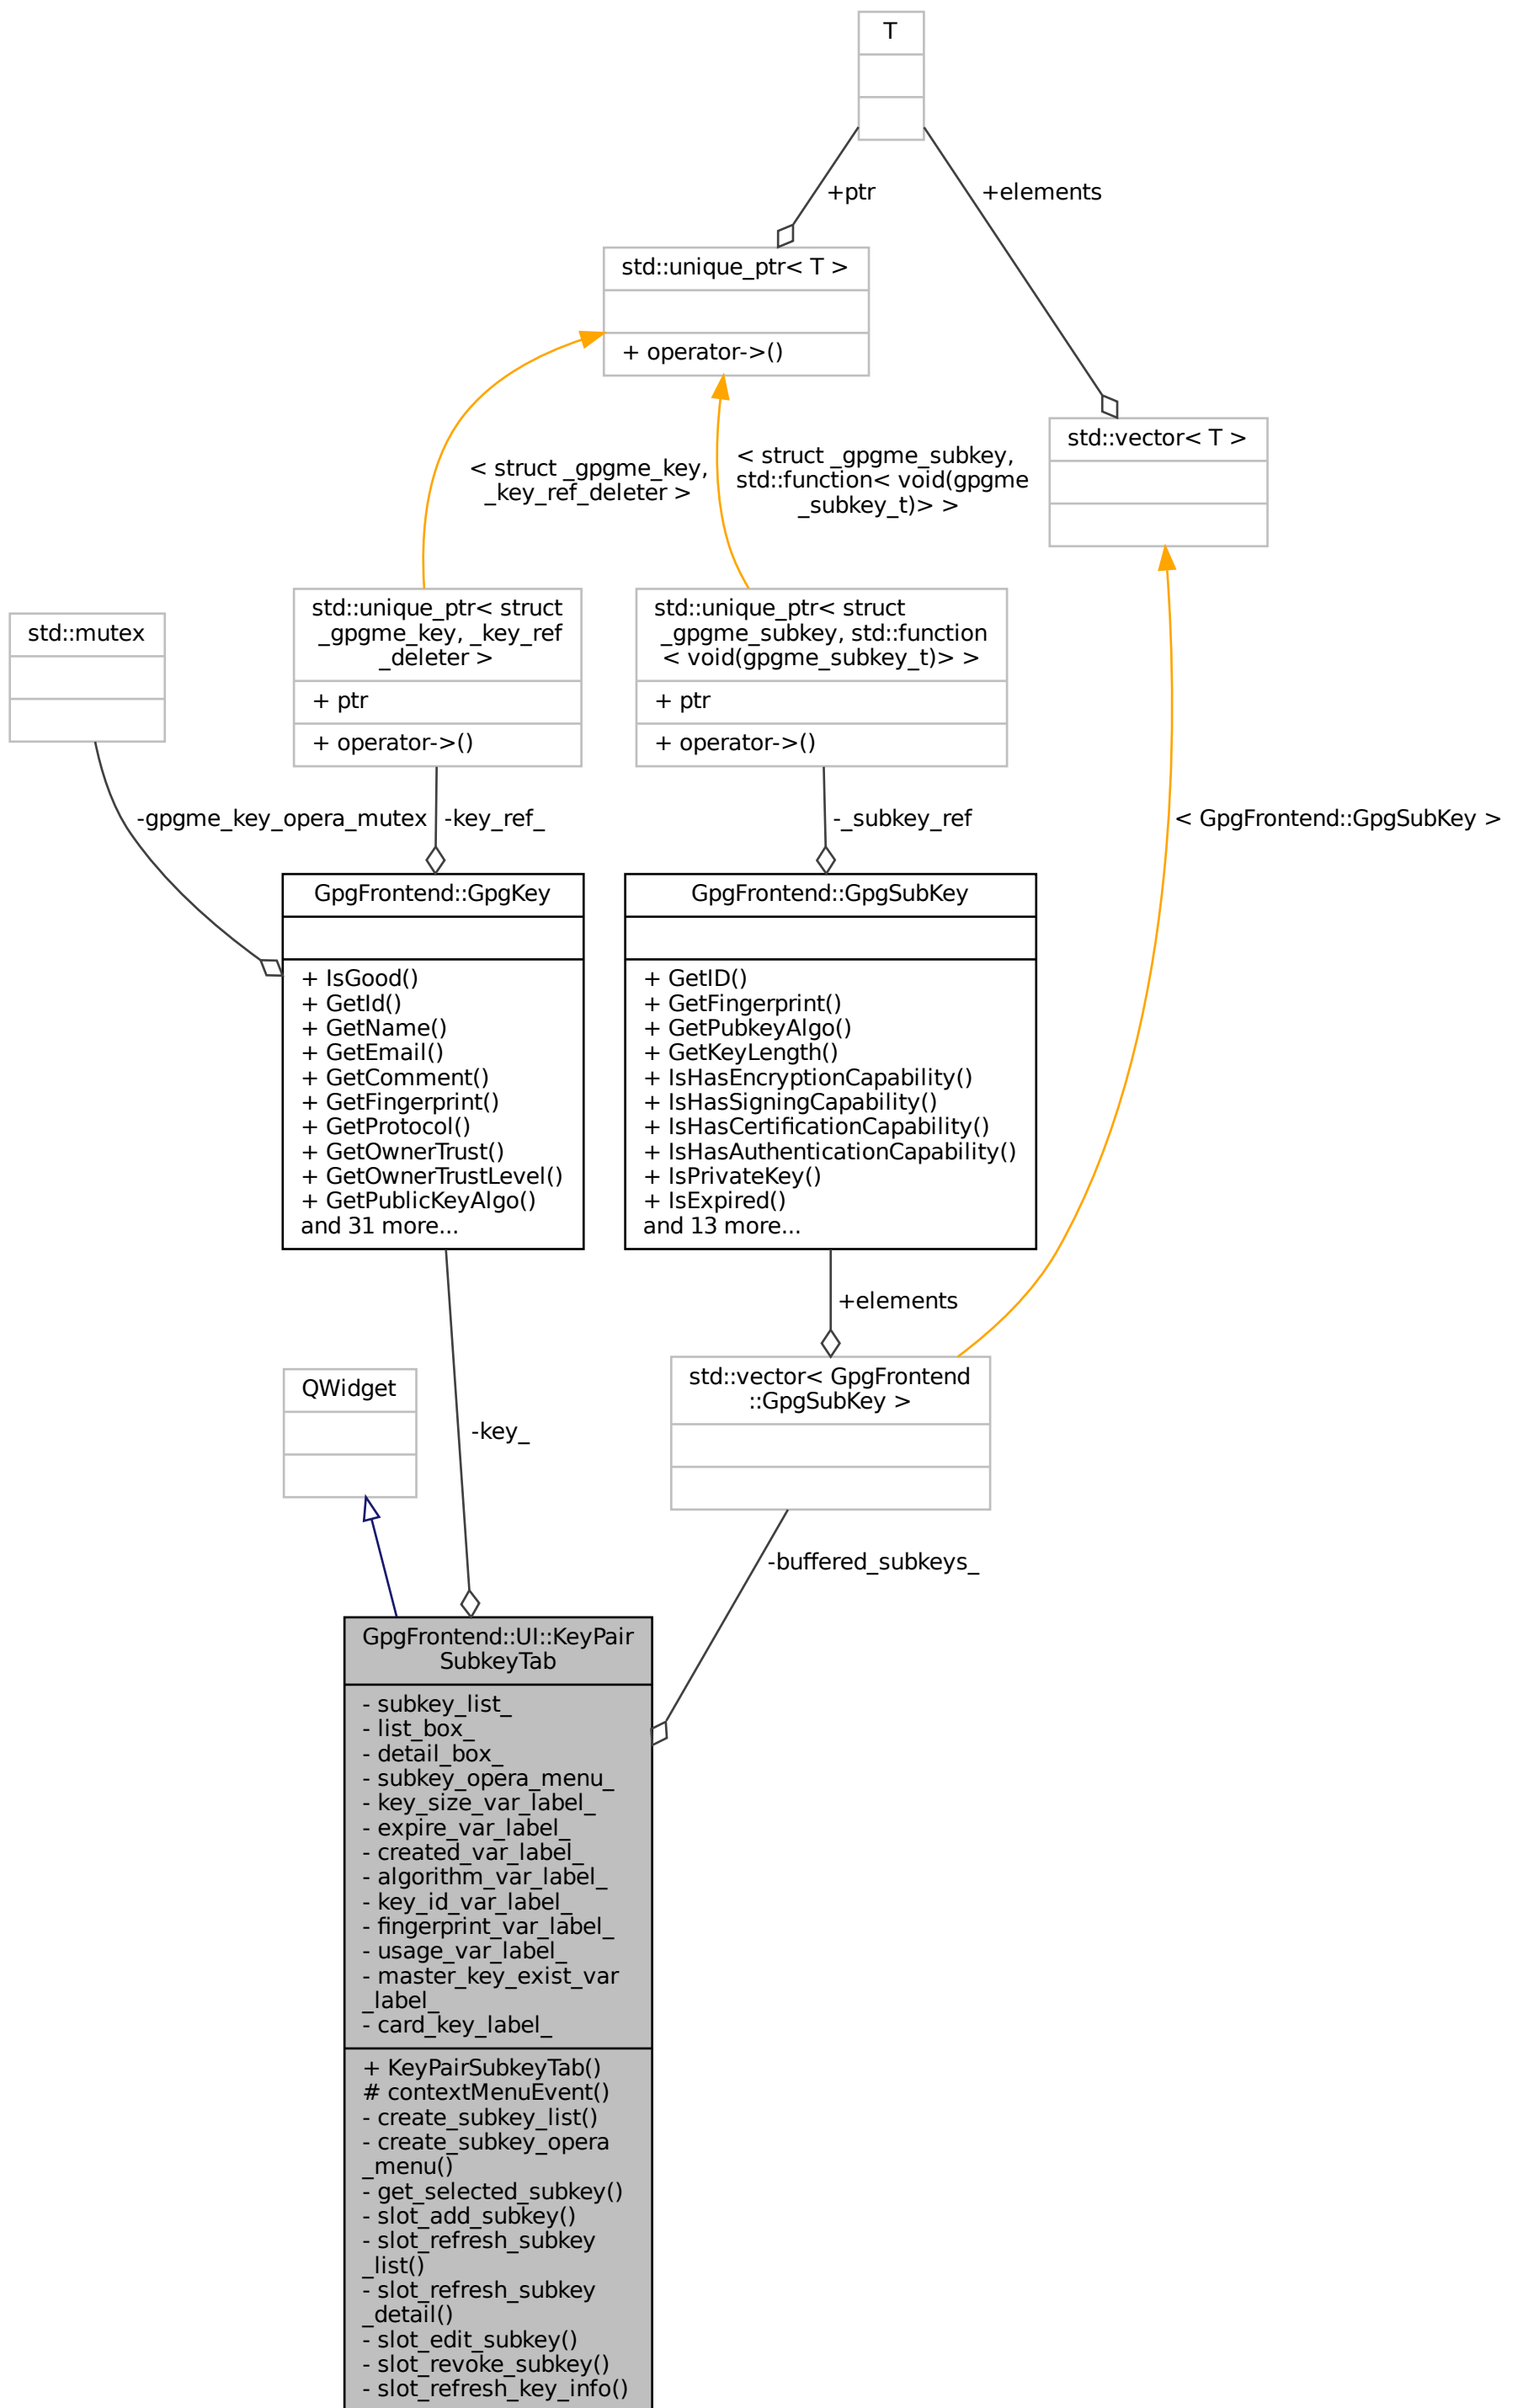 T
+ptr
+elements
std::unique_ptr< T >
+ operator->()
std::vector< T >
< struct _gpgme_key,
_key_ref_deleter >
< struct _gpgme_subkey,
std::function< void(gpgme
_subkey_t)> >
std::mutex
std::unique_ptr< struct
_gpgme_key, _key_ref
_deleter >
+ ptr
+ operator->()
std::unique_ptr< struct
_gpgme_subkey, std::function
< void(gpgme_subkey_t)> >
+ ptr
+ operator->()
-gpgme_key_opera_mutex
-key_ref_
-_subkey_ref
< GpgFrontend::GpgSubKey >
GpgFrontend::GpgKey
+ IsGood()
+ GetId()
+ GetName()
+ GetEmail()
+ GetComment()
+ GetFingerprint()
+ GetProtocol()
+ GetOwnerTrust()
+ GetOwnerTrustLevel()
+ GetPublicKeyAlgo()
and 31 more...
GpgFrontend::GpgSubKey
+ GetID()
+ GetFingerprint()
+ GetPubkeyAlgo()
+ GetKeyLength()
+ IsHasEncryptionCapability()
+ IsHasSigningCapability()
+ IsHasCertificationCapability()
+ IsHasAuthenticationCapability()
+ IsPrivateKey()
+ IsExpired()
and 13 more...
+elements
QWidget
std::vector< GpgFrontend
::GpgSubKey >
-key_
-buffered_subkeys_
GpgFrontend::UI::KeyPair
SubkeyTab
- subkey_list_
- list_box_
- detail_box_
- subkey_opera_menu_
- key_size_var_label_
- expire_var_label_
- created_var_label_
- algorithm_var_label_
- key_id_var_label_
- fingerprint_var_label_
- usage_var_label_
- master_key_exist_var
_label_
- card_key_label_
+ KeyPairSubkeyTab()
# contextMenuEvent()
- create_subkey_list()
- create_subkey_opera
_menu()
- get_selected_subkey()
- slot_add_subkey()
- slot_refresh_subkey
_list()
- slot_refresh_subkey
_detail()
- slot_edit_subkey()
- slot_revoke_subkey()
- slot_refresh_key_info()